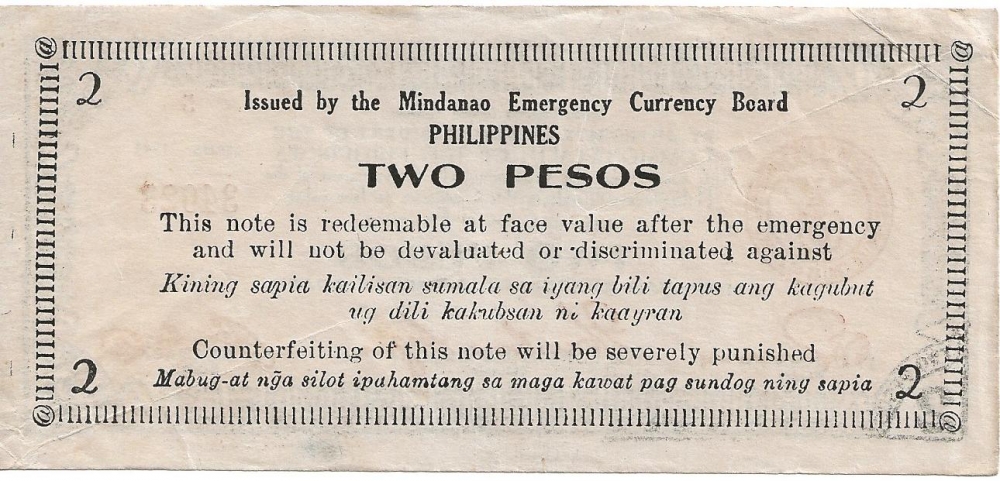 2 2
Issued by the Mindanao Emergency Currency Board
PHILIPPINES
TWO PESOS
This note is redeemable at face value after the emergency
and will not be devaluated or discriminated against
Kining sapia kailisan sumala sa iyang bili tapus ang kagubut
ug dili kakubsan ni kaayran
Counterfeiting of this note will be severely punished
Mabug-at ng̃a silot ipahamtang sa maga kawat pag sundog ning sapia
2 2